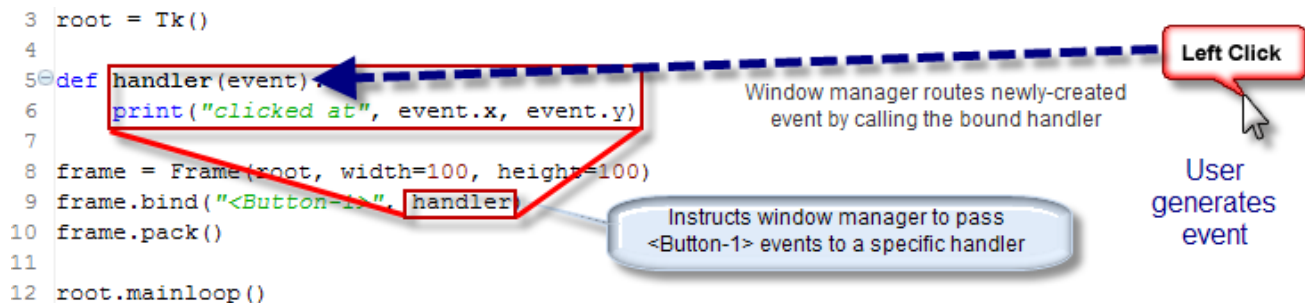 3 root = Tk()
4
5 def handler(event):
6 print("clicked at", event.x, event.y)
7
8 frame = Frame(root, width=100, height=100)
9 frame.bind("<Button-1>", handler)
10 frame.pack()
11
12 root.mainloop()
Left Click
Window manager routes newly-created
event by calling the bound handler
User
generates
event
Instructs window manager to pass
<Button-1> events to a specific handler